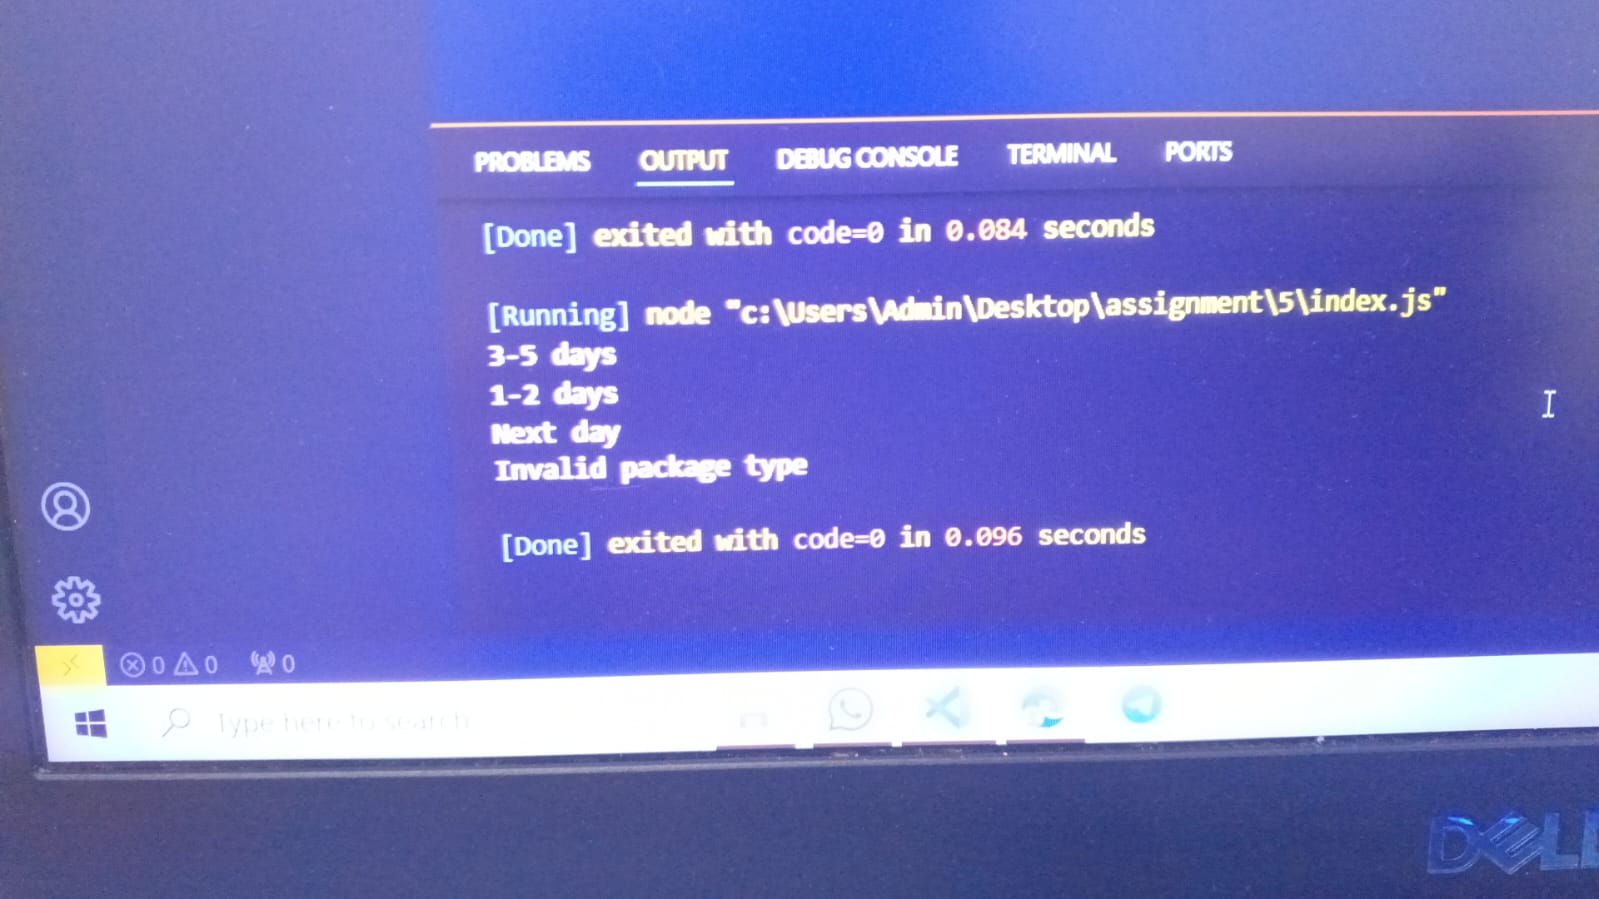 PROBLEMS OUTPUT DEBUG CONSOLE TERMINAL PORTS
[Done] exited with code=0 in 0.084 seconds
[Running] node "c:\Users\Admin\Desktop\assignment\5\index.js"
3-5 days
1-2 days
Next day
Invalid package type
[Done] exited with code=0 in 0.096 seconds
0 0 0
Type here to search
DELL